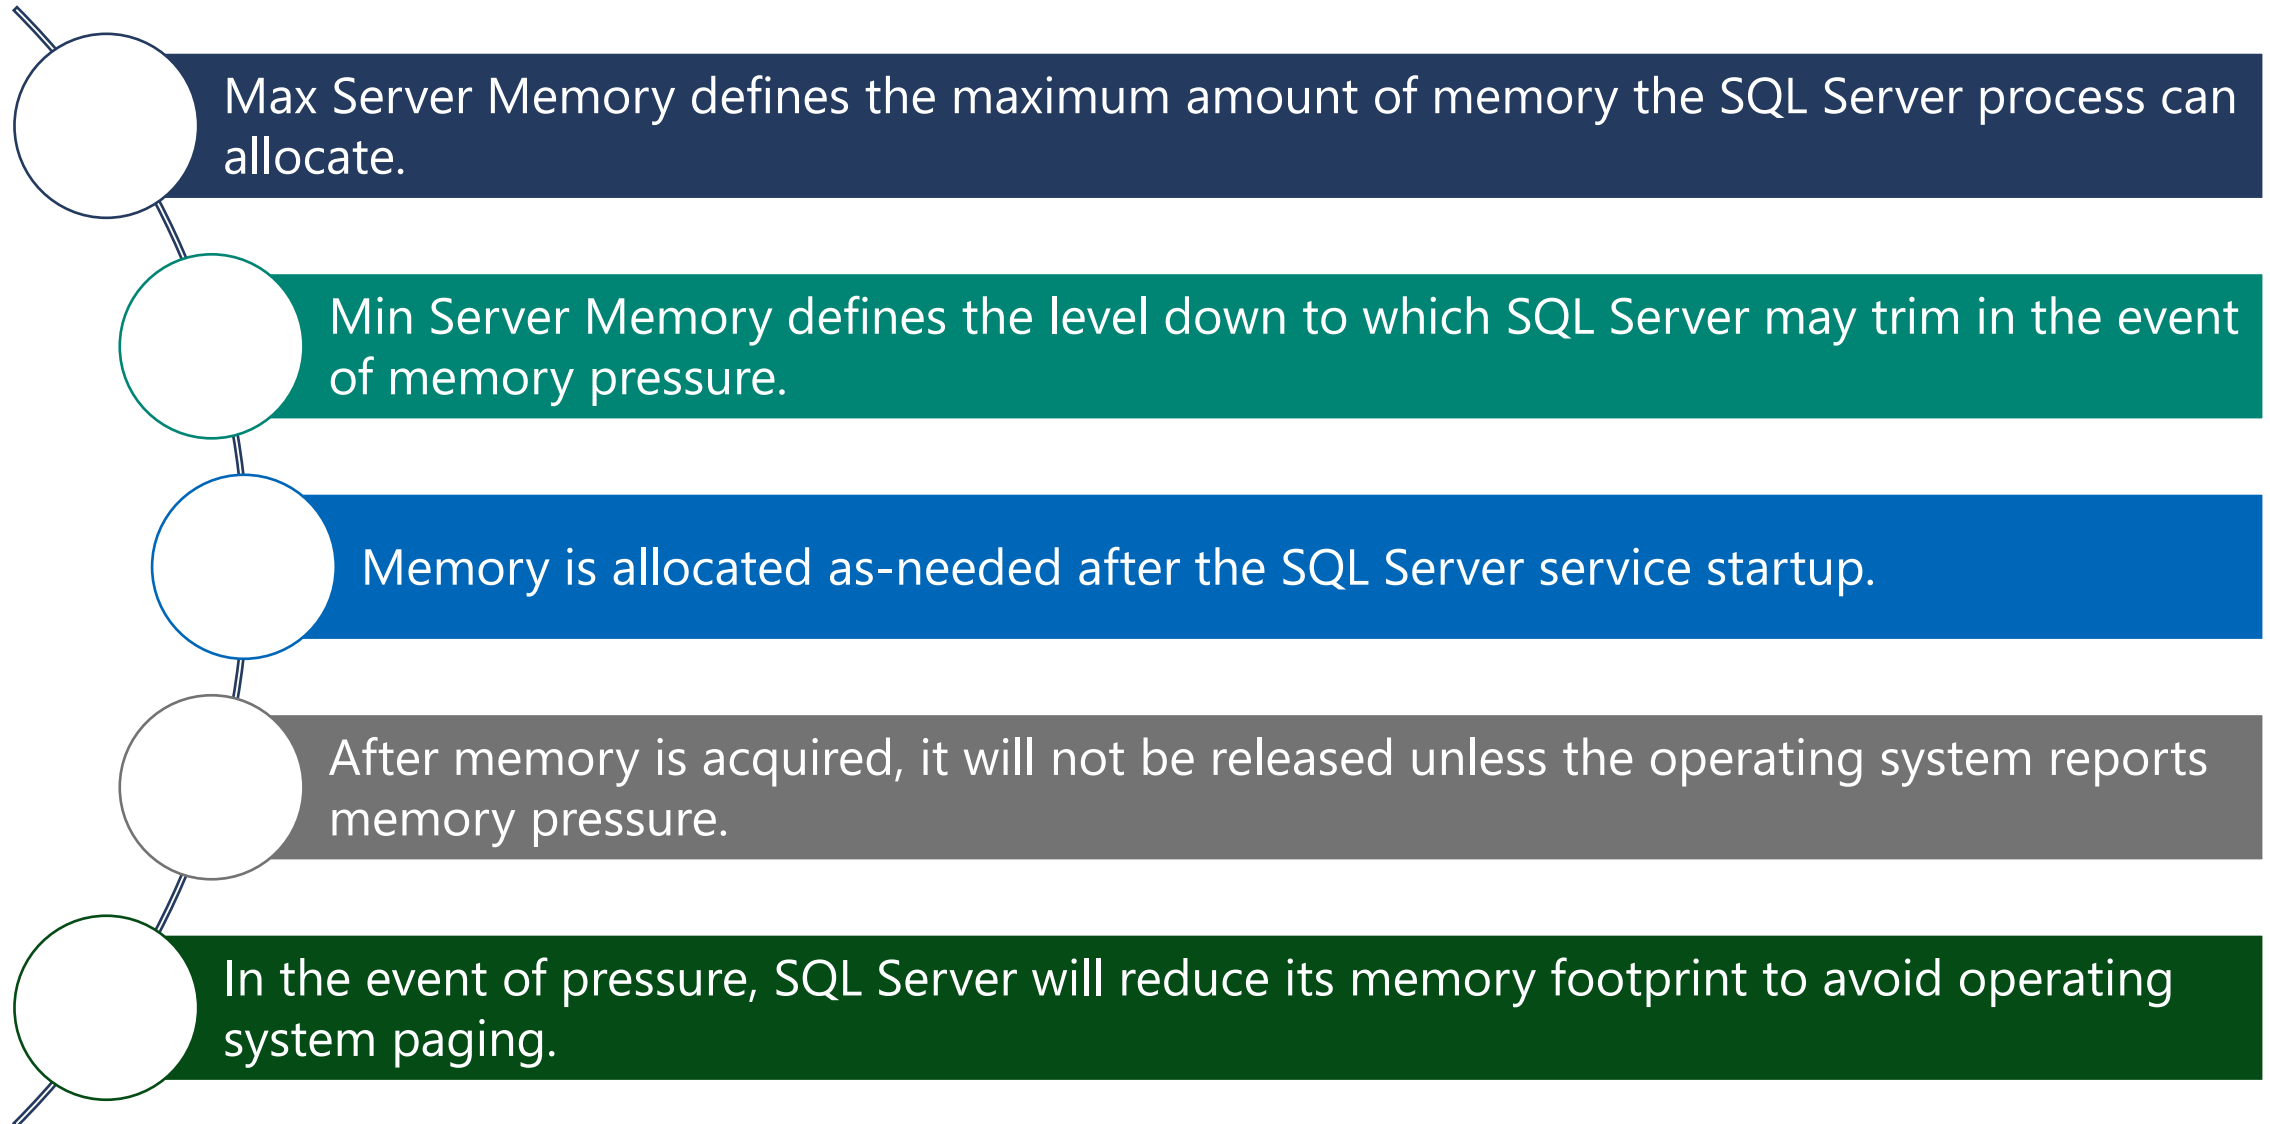 Max Server Memory defines the maximum amount of memory the SQL Server process can
allocate.
Min Server Memory defines the level down to which SQL Server may trim in the event
of memory pressure.
Memory is allocated as-needed after the SQL Server service startup.
After memory is acquired, it will not be released unless the operating system reports
memory pressure.
In the event of pressure, SQL Server will reduce its memory footprint to avoid operating
system paging.